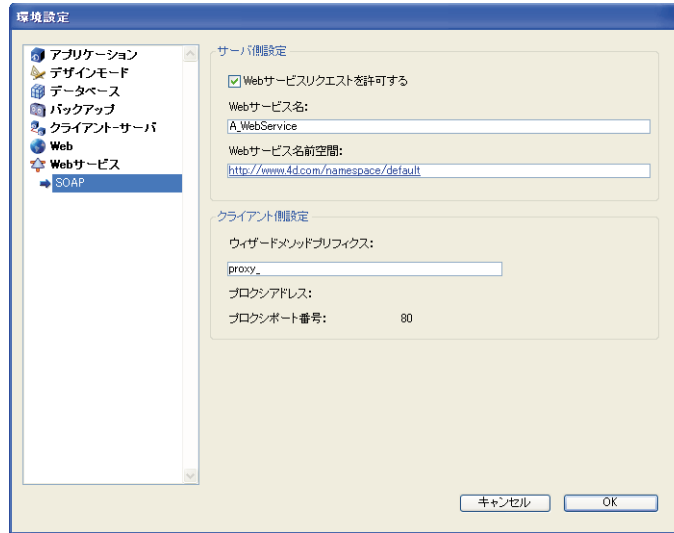 環境設定
アプリケーション
デザインモード
データベース
バックアップ
クライアント-サーバ
Web
Webサービス
SOAP
サーバ側設定
Webサービスリクエストを許可する
Webサービス名:
A_WebService
Webサービス名前空間:
http://www.4d.com/namespace/default
クライアント側設定
ウィザードメソッドプリフィクス:
proxy_
プロクシアドレス:
プロクシポート番号: 80
キャンセル OK